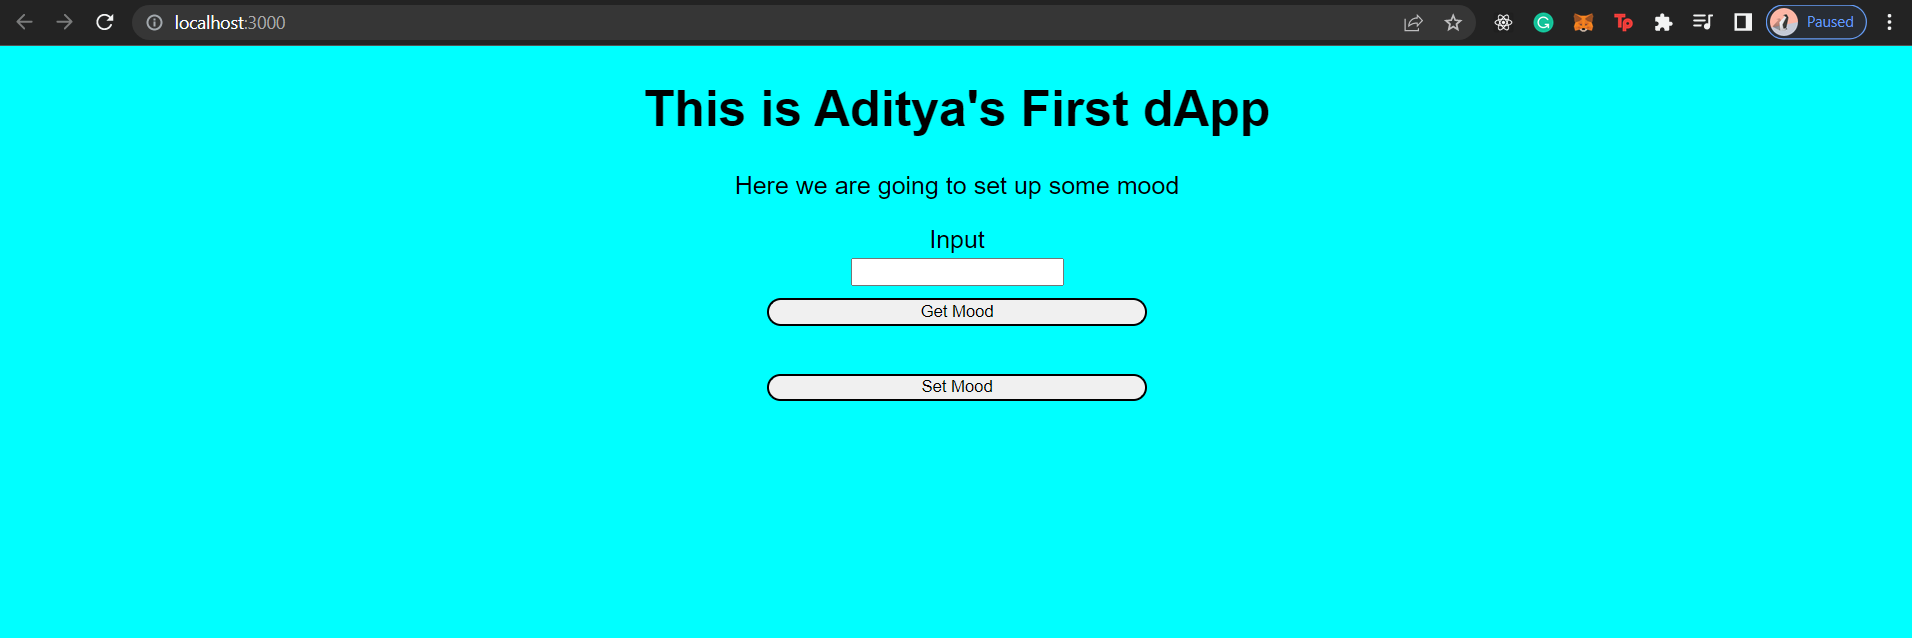 localhost:3000
Tp
Paused
This is Aditya's First dApp
Here we are going to set up some mood
Input
Get Mood
Set Mood